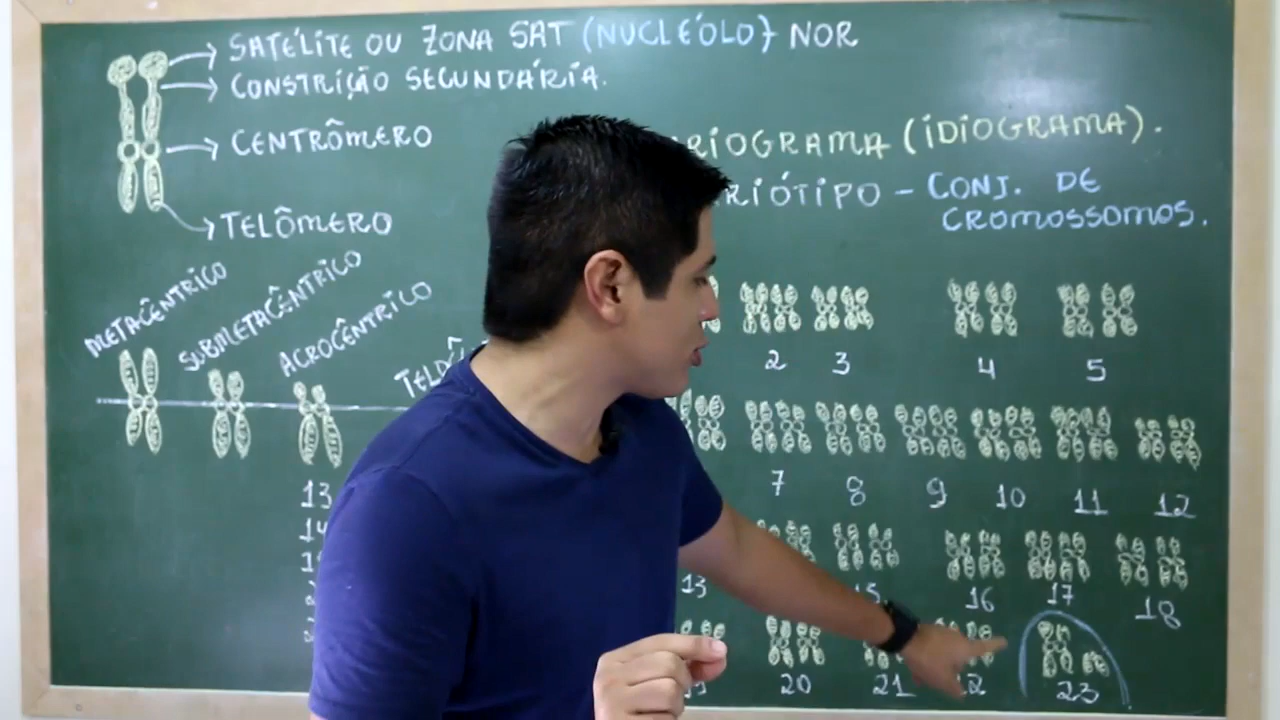 SATÉLITE OU ZONA SAT (NUCLÉOLO) NOR
CONSTRIÇÃO SECUNDÁRIA.
CENTRÔMERO
TELÔMERO
RIOGRAMA (IDIOGRAMA).
RIÓTIPO - CONJ. DE
CROMOSSOMOS.
METACÊNTRICO
SUBMETACÊNTRICO
ACROCÊNTRICO
TELO
2 3 4 5
7 8 9 10 11 12
13
14
13 15 16 17 18
20 21 23